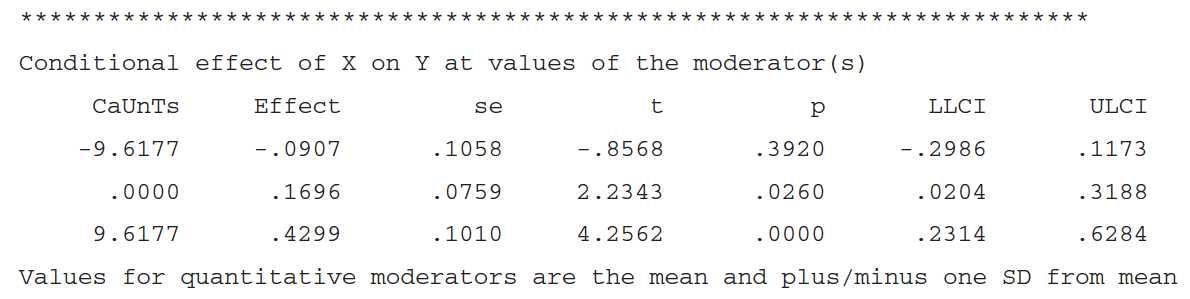 **************************************************************************
Conditional effect of X on Y at values of the moderator(s)
CaUnTs Effect se t p LLCI ULCI
-9.6177 -.0907 .1058 -.8568 .3920 -.2986 .1173
.0000 .1696 .0759 2.2343 .0260 .0204 .3188
9.6177 .4299 .1010 4.2562 .0000 .2314 .6284
Values for quantitative moderators are the mean and plus/minus one SD from mean